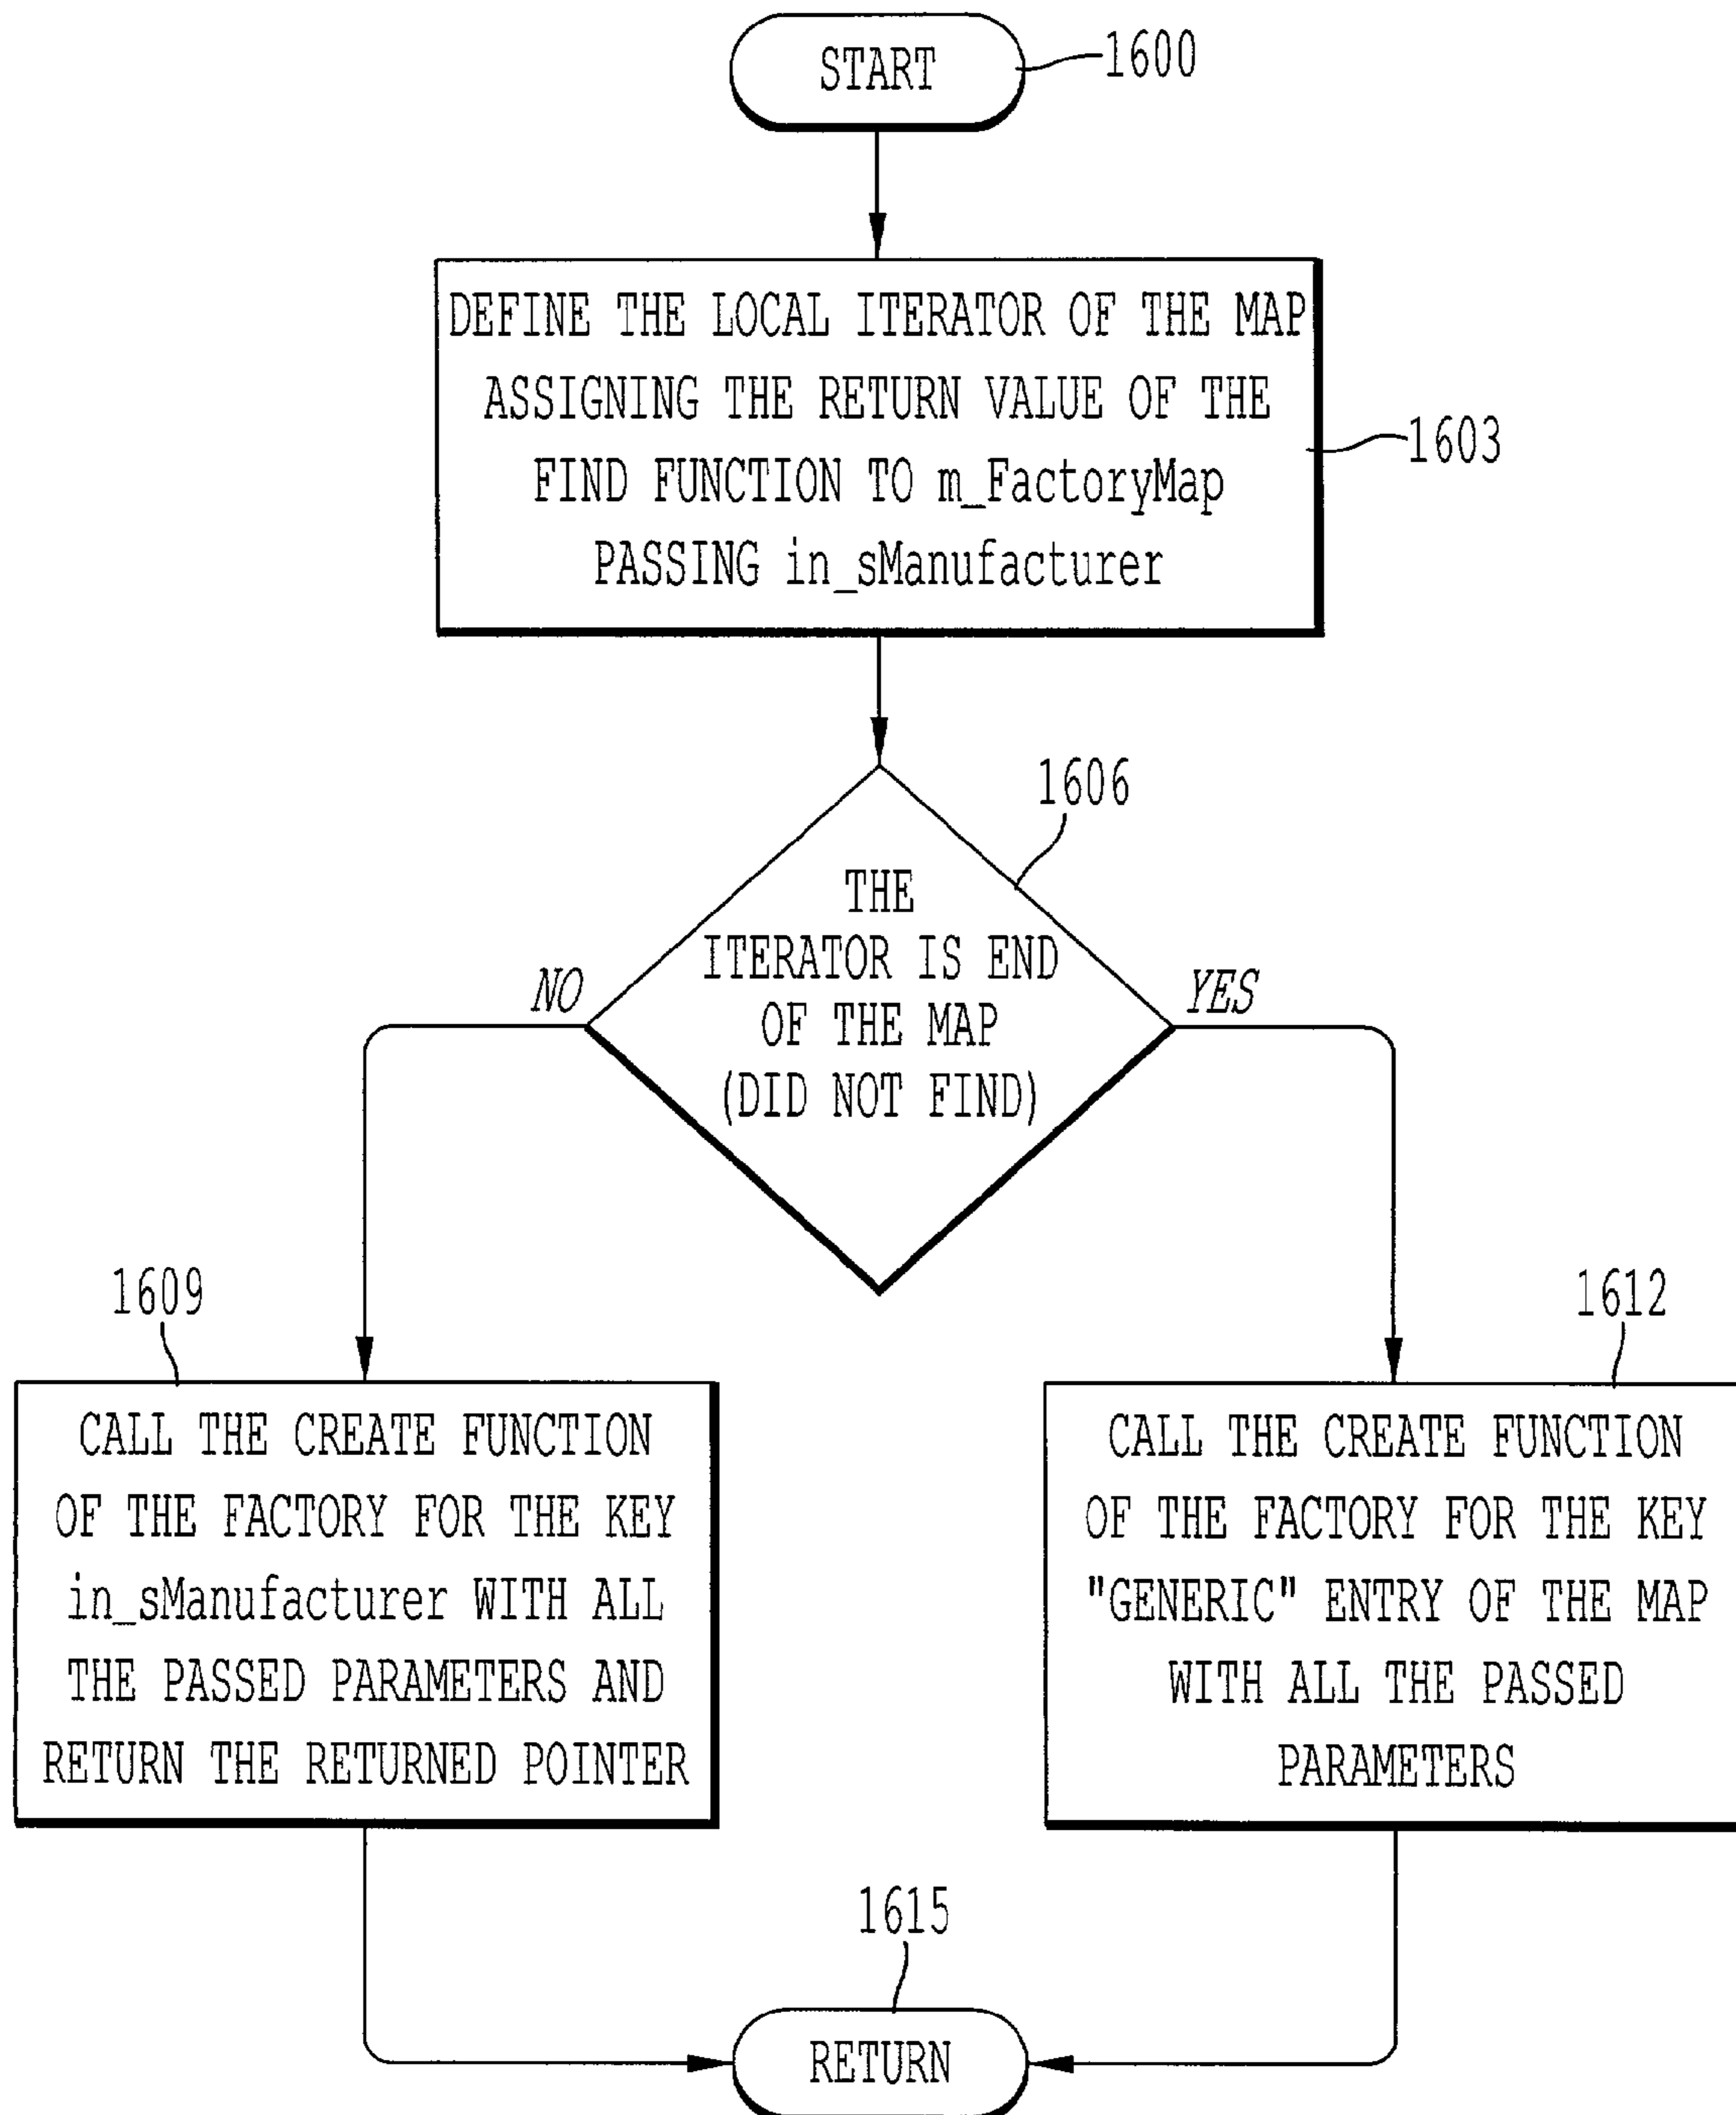 START
1600
DEFINE THE LOCAL ITERATOR OF THE MAP
ASSIGNING THE RETURN VALUE OF THE
FIND FUNCTION TO m_FactoryMap
PASSING in_sManufacturer
1603
1606
THE
ITERATOR IS END
OF THE MAP
(DID NOT FIND)
NO
YES
1609
CALL THE CREATE FUNCTION
OF THE FACTORY FOR THE KEY
in_sManufacturer WITH ALL
THE PASSED PARAMETERS AND
RETURN THE RETURNED POINTER
1612
CALL THE CREATE FUNCTION
OF THE FACTORY FOR THE KEY
"GENERIC" ENTRY OF THE MAP
WITH ALL THE PASSED
PARAMETERS
1615
RETURN